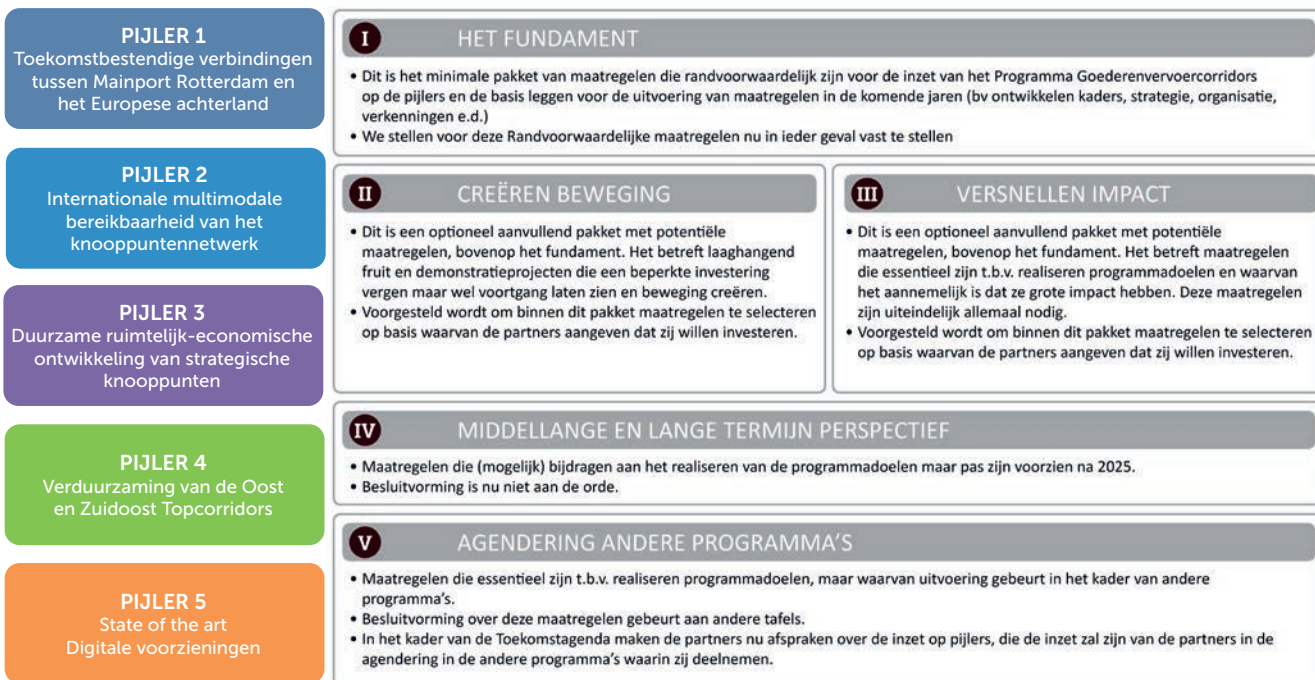 PIJLER 1
Toekomstbestendige verbindingen
tussen Mainport Rotterdam en
het Europese achterland
PIJLER 2
Internationale multimodale
bereikbaarheid van het
knooppuntennetwerk
PIJLER 3
Duurzame ruimtelijk-economische
ontwikkeling van strategische
knooppunten
PIJLER 4
Verduurzaming van de Oost
en Zuidoost Topcorridors
PIJLER 5
State of the art
Digitale voorzieningen
I HET FUNDAMENT
• Dit is het minimale pakket van maatregelen die randvoorwaardelijk zijn voor de inzet van het Programma Goederenvervoercorridors
op de pijlers en de basis leggen voor de uitvoering van maatregelen in de komende jaren (bv ontwikkelen kaders, strategie, organisatie,
verkenningen e.d.)
• We stellen voor deze Randvoorwaardelijke maatregelen nu in ieder geval vast te stellen
II CREËREN BEWEGING
• Dit is een optioneel aanvullend pakket met potentiële
maatregelen, bovenop het fundament. Het betreft laaghangend
fruit en demonstratieprojecten die een beperkte investering
vergen maar wel voortgang laten zien en beweging creëren.
• Voorgesteld wordt om binnen dit pakket maatregelen te selecteren
op basis waarvan de partners aangeven dat zij willen investeren.
III VERSNELLEN IMPACT
• Dit is een optioneel aanvullend pakket met potentiële
maatregelen, bovenop het fundament. Het betreft maatregelen
die essentieel zijn t.b.v. realiseren programmadoelen en waarvan
het aannemelijk is dat ze grote impact hebben. Deze maatregelen
zijn uiteindelijk allemaal nodig.
• Voorgesteld wordt om binnen dit pakket maatregelen te selecteren
op basis waarvan de partners aangeven dat zij willen investeren.
IV MIDDELLANGE EN LANGE TERMIJN PERSPECTIEF
• Maatregelen die (mogelijk) bijdragen aan het realiseren van de programmadoelen maar pas zijn voorzien na 2025.
• Besluitvorming is nu niet aan de orde.
V AGENDERING ANDERE PROGRAMMA'S
• Maatregelen die essentieel zijn t.b.v. realiseren programmadoelen, maar waarvan uitvoering gebeurt in het kader van andere
programma's.
• Besluitvorming over deze maatregelen gebeurt aan andere tafels.
• In het kader van de Toekomstagenda maken de partners nu afspraken over de inzet op pijlers, die de inzet zal zijn van de partners in de
agendering in de andere programma's waarin zij deelnemen.